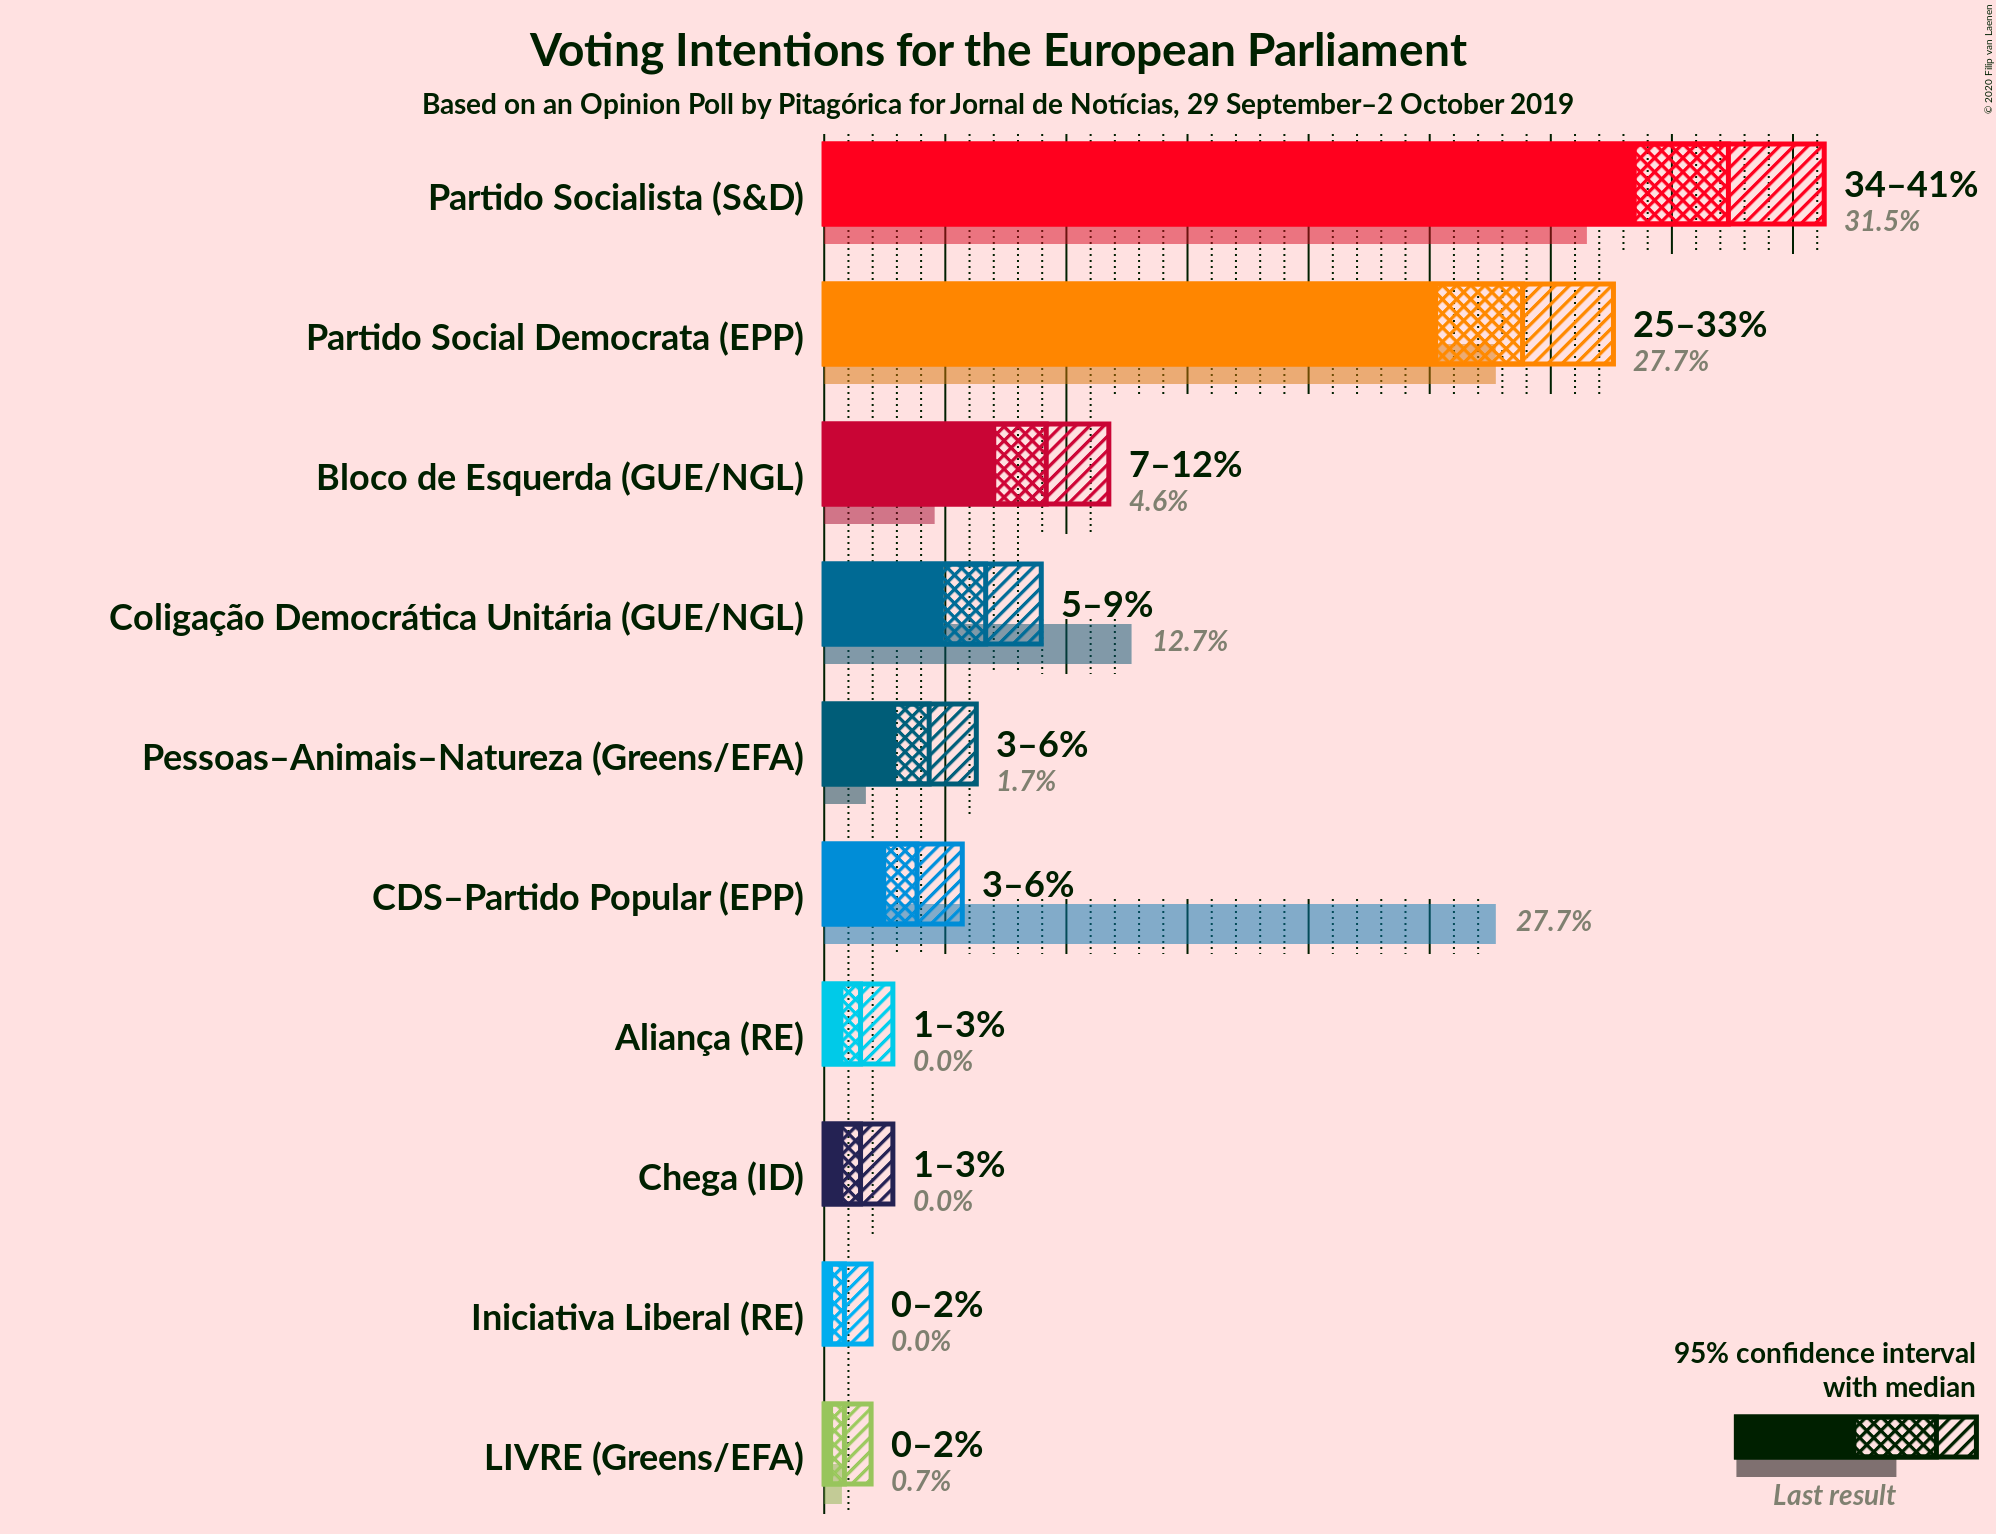 Voting Intentions for the European Parliament
Based on an Opinion Poll by Pitagórica for Jornal de Notícias, 29 September–2 October 2019
© 2020 Filip van Laenen
Partido Socialista (S&D)
34–41%
31.5%
Partido Social Democrata (EPP)
25–33%
27.7%
Bloco de Esquerda (GUE/NGL)
7–12%
4.6%
Coligação Democrática Unitária (GUE/NGL)
5–9%
12.7%
Pessoas–Animais–Natureza (Greens/EFA)
3–6%
1.7%
CDS–Partido Popular (EPP)
3–6%
27.7%
Aliança (RE)
1–3%
0.0%
Chega (ID)
1–3%
0.0%
Iniciativa Liberal (RE)
0–2%
0.0%
LIVRE (Greens/EFA)
0–2%
0.7%
95% confidence interval
with median
Last result